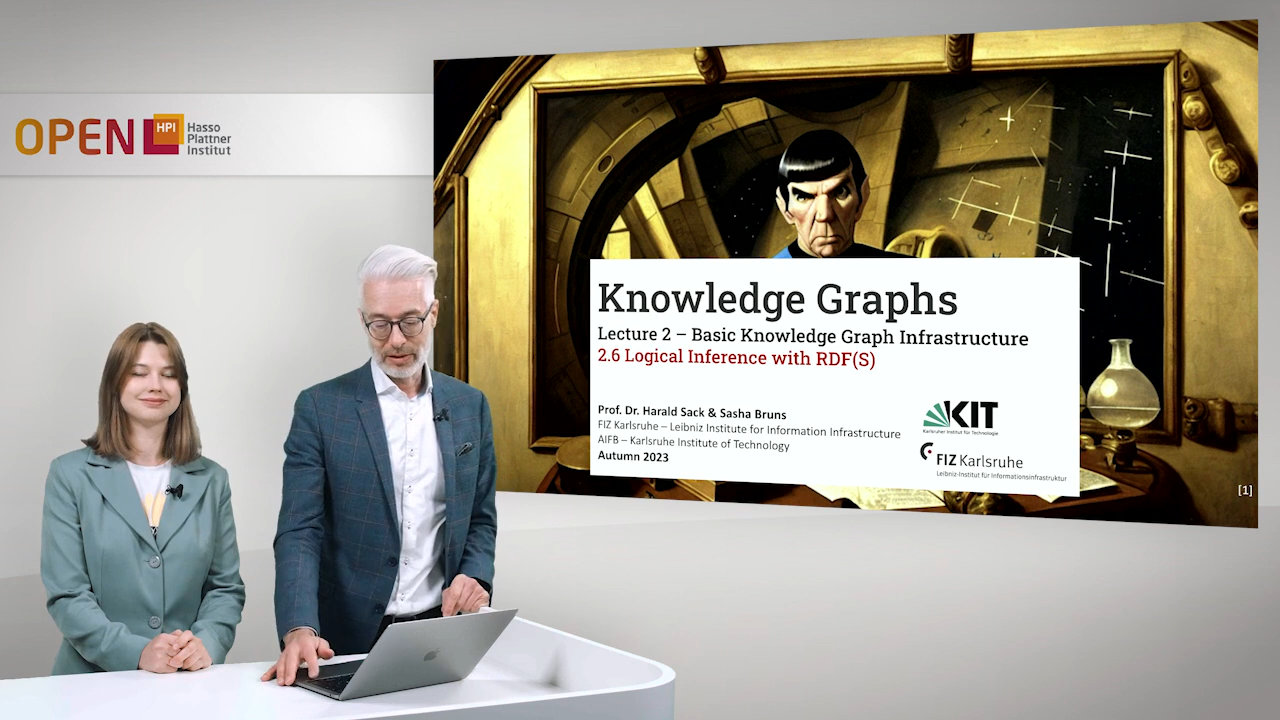 OPEN
HPI
Hasso
Plattner
Institut
Knowledge Graphs
Lecture 2 – Basic Knowledge Graph Infrastructure
2.6 Logical Inference with RDF(S)
Prof. Dr. Harald Sack & Sasha Bruns
FIZ Karlsruhe – Leibniz Institute for Information Infrastructure
AIFB – Karlsruhe Institute of Technology
Autumn 2023
KIT
Karlsruher Institut für Technologie
FIZ Karlsruhe
Leibniz-Institut für Informationsinfrastruktur
[1]